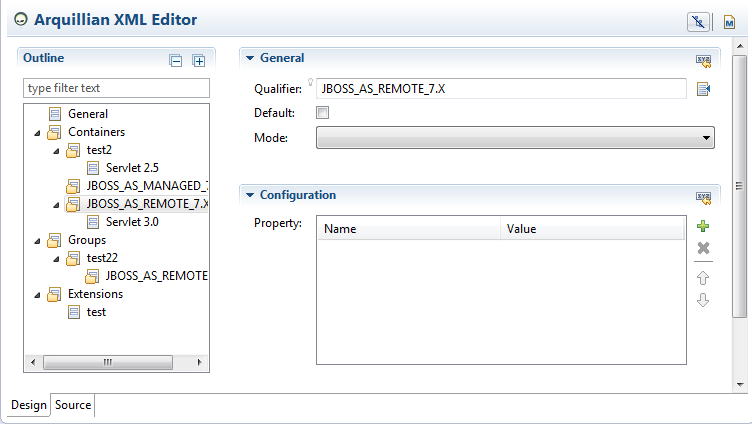 Arquillian XML Editor
Outline
type filter text
General
Containers
test2
Servlet 2.5
JBOSS_AS_MANAGED_7
JBOSS_AS_REMOTE_7.X
Servlet 3.0
Groups
test22
JBOSS_AS_REMOTE
Extensions
test
General
Qualifier: JBOSS_AS_REMOTE_7.X
Default:
Mode:
Configuration
Property: Name Value
Design Source